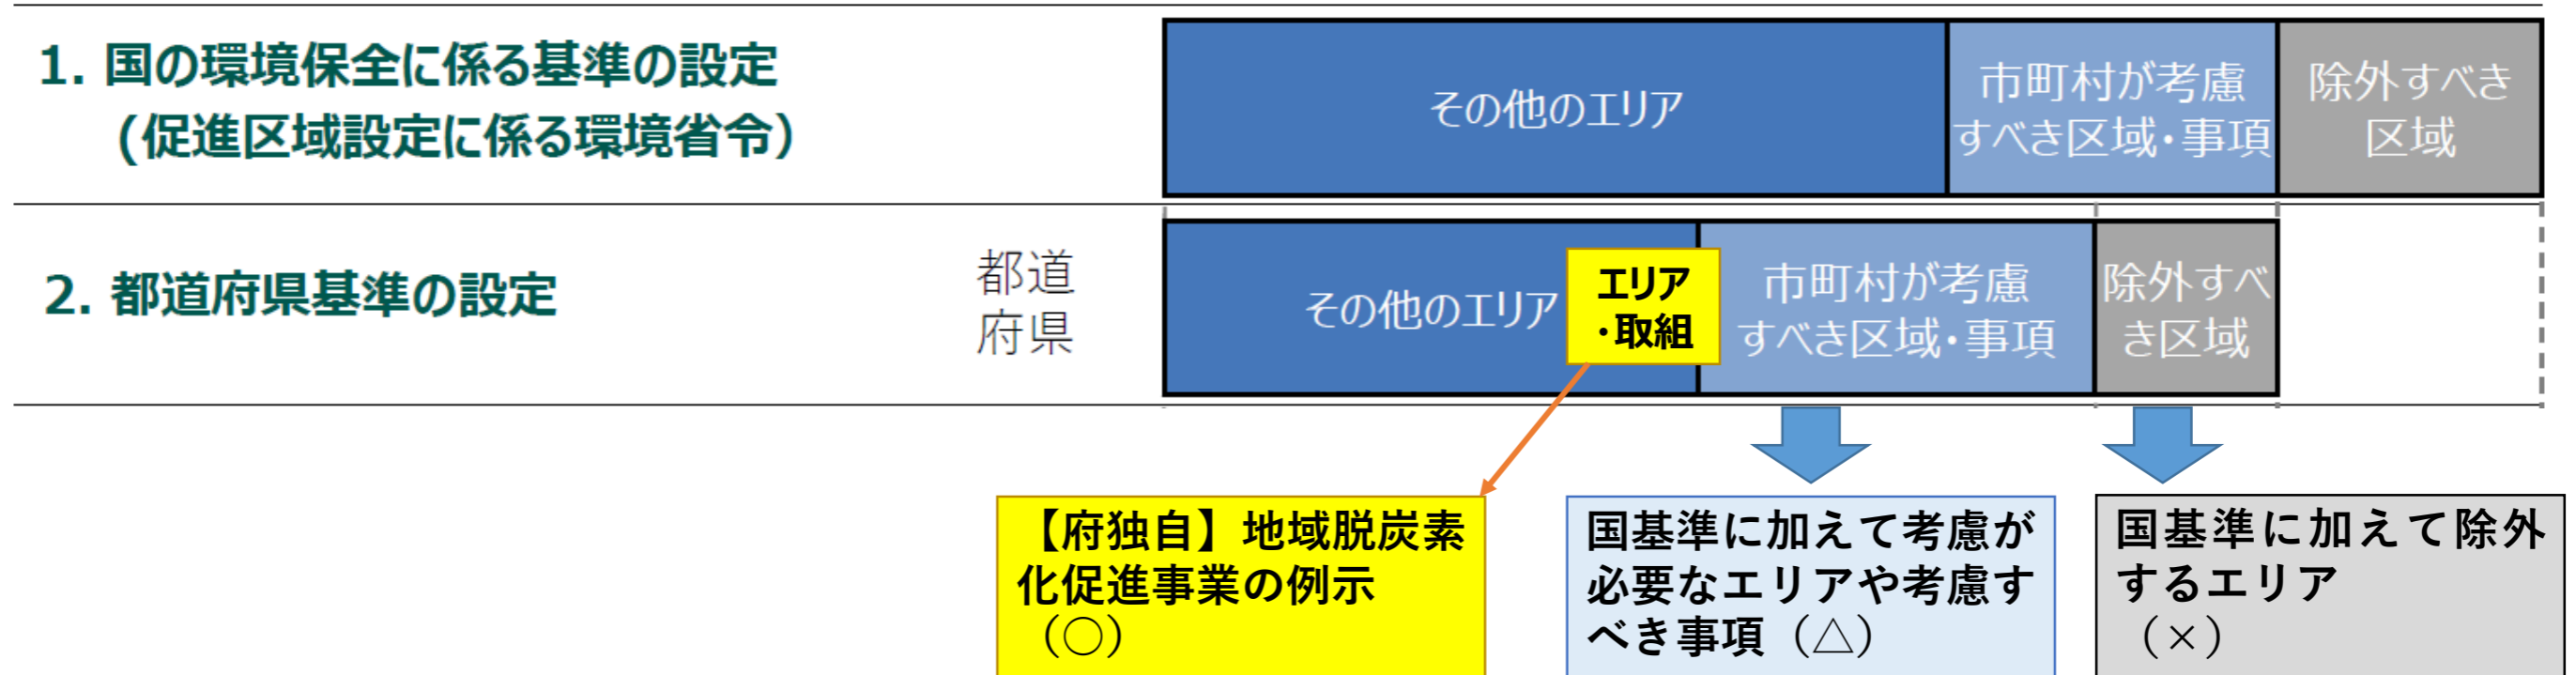 1. 国の環境保全に係る基準の設定
(促進区域設定に係る環境省令）
その他のエリア
市町村が考慮
すべき区域・事項
除外すべき
区域
2. 都道府県基準の設定
都道
府県
その他のエリア
エリア
・取組
市町村が考慮
すべき区域・事項
除外すべ
き区域
【府独自】地域脱炭素
化促進事業の例示
（○）
国基準に加えて考慮が
必要なエリアや考慮す
べき事項（△）
国基準に加えて除外
するエリア
（×）